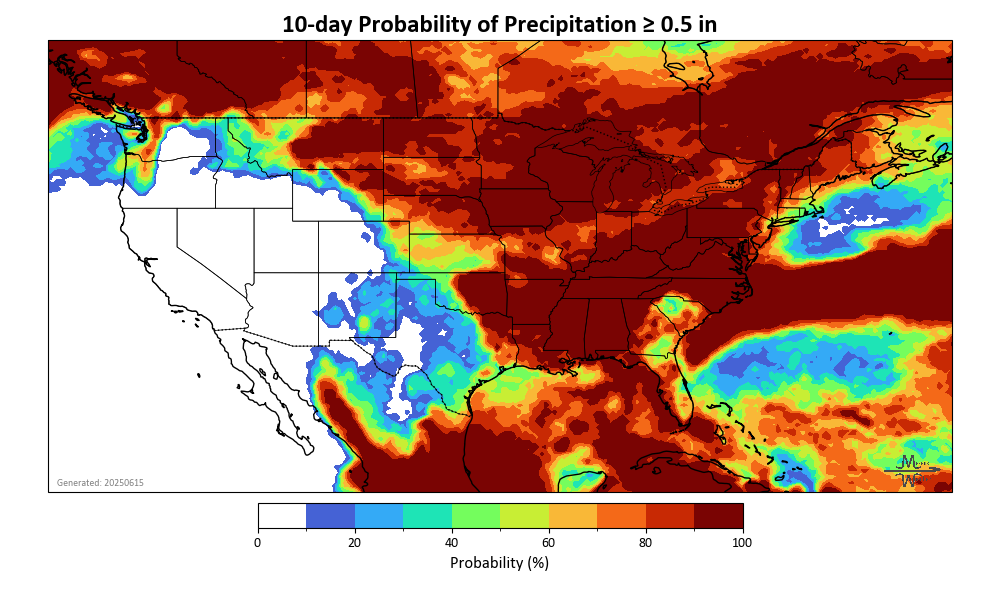 10-day Probability of Precipitation ≥ 0.5 in
Generated: 20250615
0 20 40 60 80 100
Probability (%)